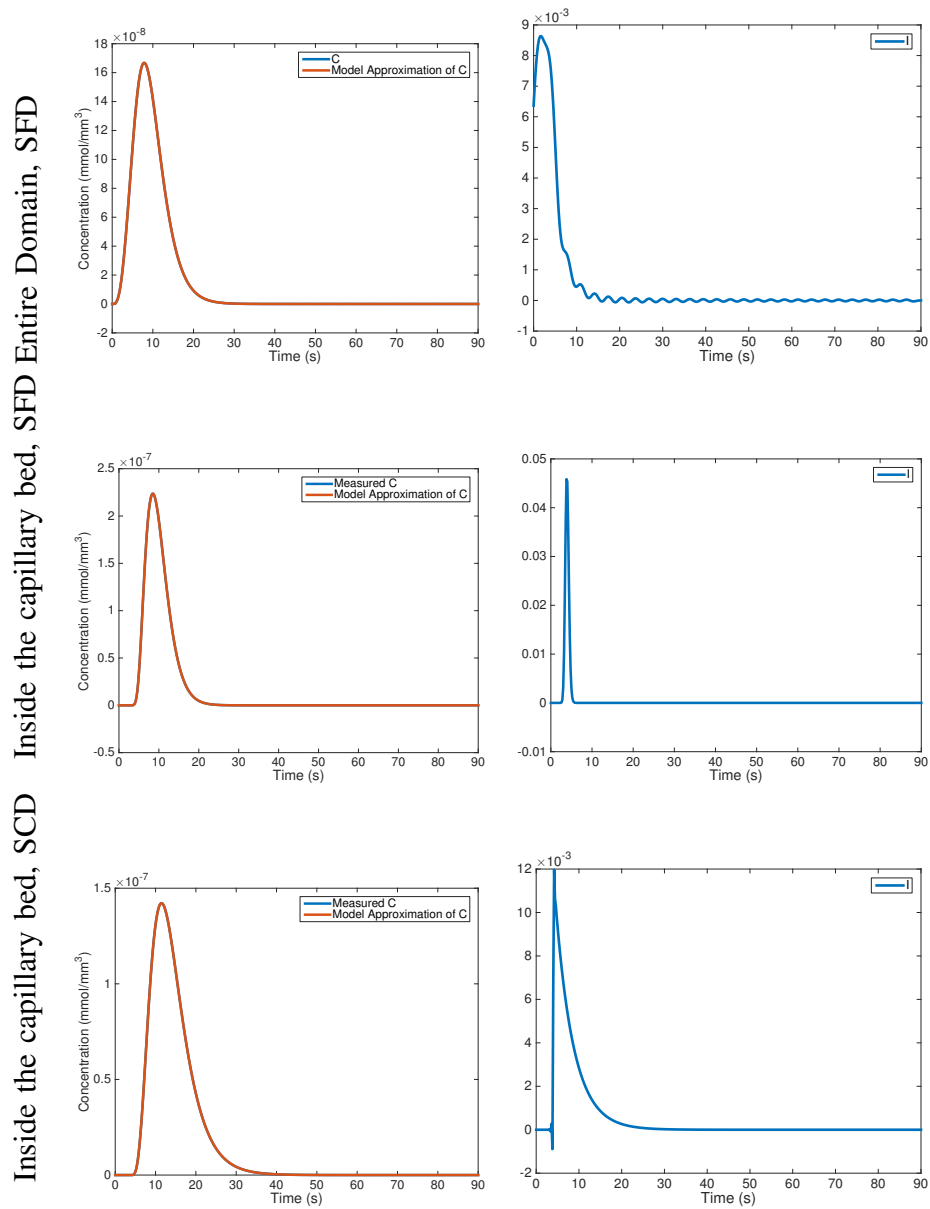 Entire Domain, SFD
×10⁻⁸
18
16
14
12
10
8
6
4
2
0
-2
Concentration (mmol/mm³)
0 10 20 30 40 50 60 70 80 90
Time (s)
C
Model Approximation of C
×10⁻³
9
8
7
6
5
4
3
2
1
0
-1
0 10 20 30 40 50 60 70 80 90
Time (s)
I
Inside the capillary bed, SFD
×10⁻⁷
2.5
2
1.5
1
0.5
0
-0.5
Concentration (mmol/mm³)
0 10 20 30 40 50 60 70 80 90
Time (s)
Measured C
Model Approximation of C
0.05
0.04
0.03
0.02
0.01
0
-0.01
0 10 20 30 40 50 60 70 80 90
Time (s)
I
Inside the capillary bed, SCD
×10⁻⁷
1.5
1
0.5
0
Concentration (mmol/mm³)
0 10 20 30 40 50 60 70 80 90
Time (s)
Measured C
Model Approximation of C
×10⁻³
12
10
8
6
4
2
0
-2
0 10 20 30 40 50 60 70 80 90
Time (s)
I